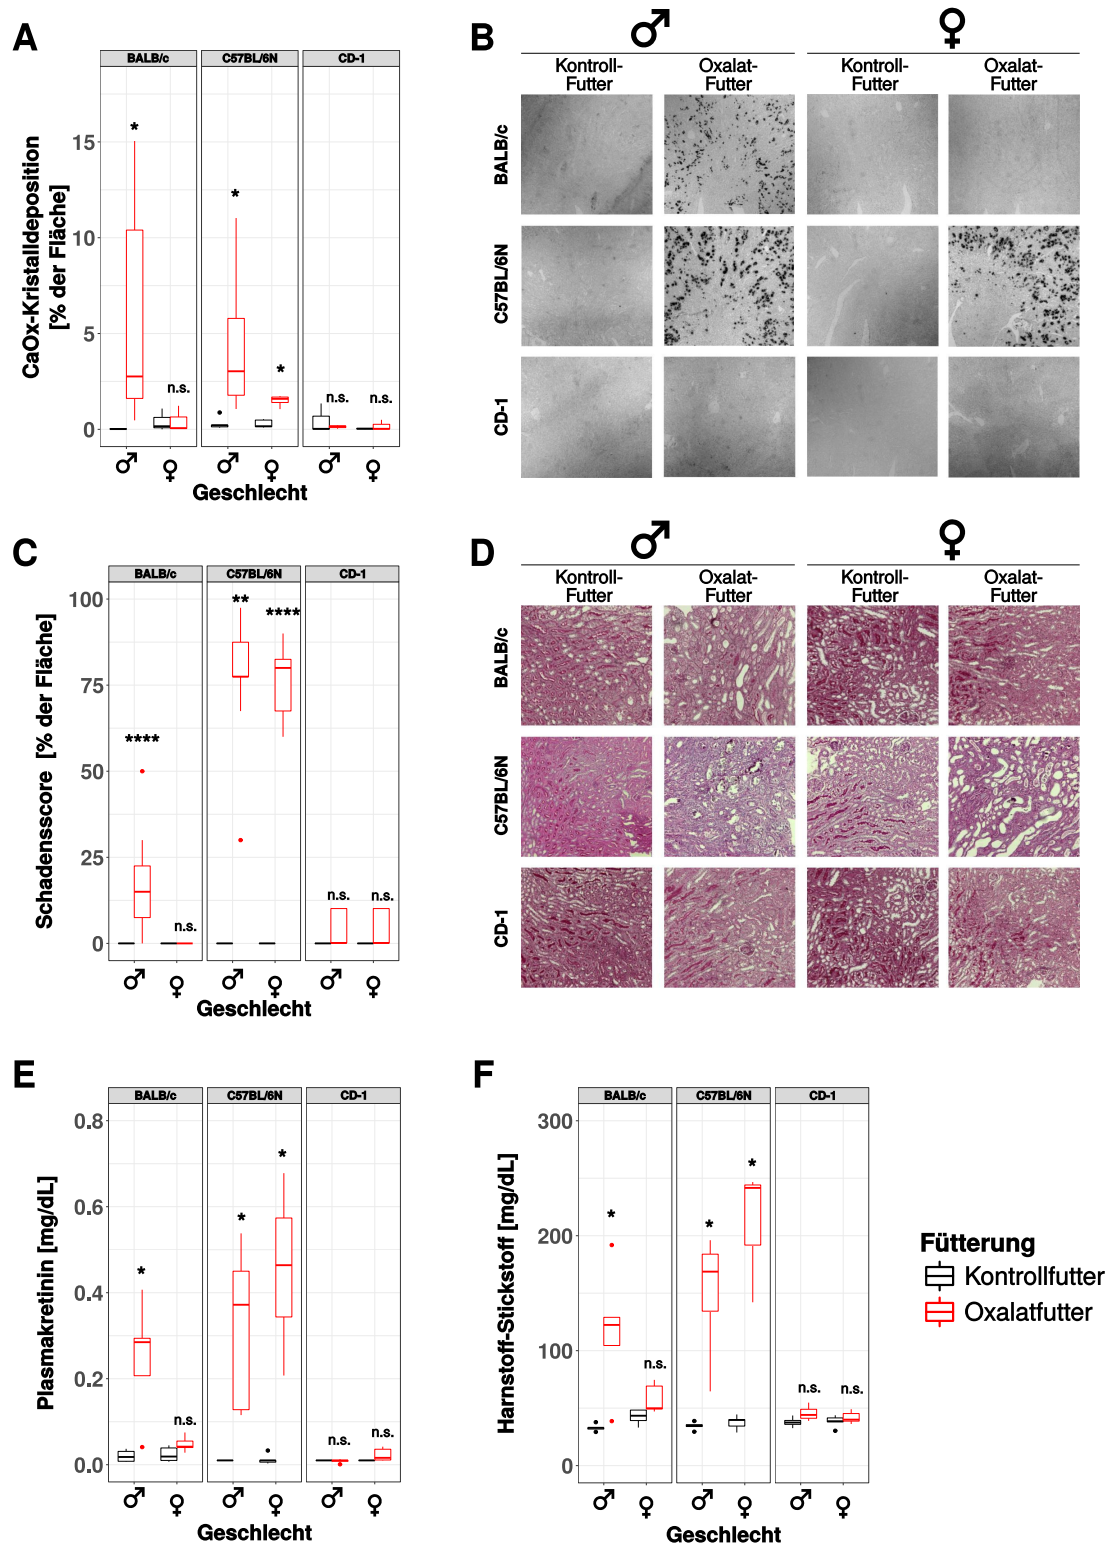 A
BALB/c C57BL/6N CD-1
CaOx-Kristalldeposition
[% der Fläche]
15
10
5
0
*
n.s.
*
*
n.s.
n.s.
♂ ♀ ♂ ♀ ♂ ♀
Geschlecht
B
♂ ♀
Kontroll-
Futter
Oxalat-
Futter
Kontroll-
Futter
Oxalat-
Futter
BALB/c
C57BL/6N
CD-1
C
BALB/c C57BL/6N CD-1
Schadensscore [% der Fläche]
100
75
50
25
0
****
n.s.
**
****
n.s.
n.s.
♂ ♀ ♂ ♀ ♂ ♀
Geschlecht
D
♂ ♀
Kontroll-
Futter
Oxalat-
Futter
Kontroll-
Futter
Oxalat-
Futter
BALB/c
C57BL/6N
CD-1
E
BALB/c C57BL/6N CD-1
Plasmakretinin [mg/dL]
0.8
0.6
0.4
0.2
0.0
*
n.s.
*
*
n.s.
n.s.
♂ ♀ ♂ ♀ ♂ ♀
Geschlecht
F
BALB/c C57BL/6N CD-1
Harnstoff-Stickstoff [mg/dL]
300
200
100
0
*
n.s.
*
*
n.s.
n.s.
♂ ♀ ♂ ♀ ♂ ♀
Geschlecht
Fütterung
Kontrollfutter
Oxalatfutter